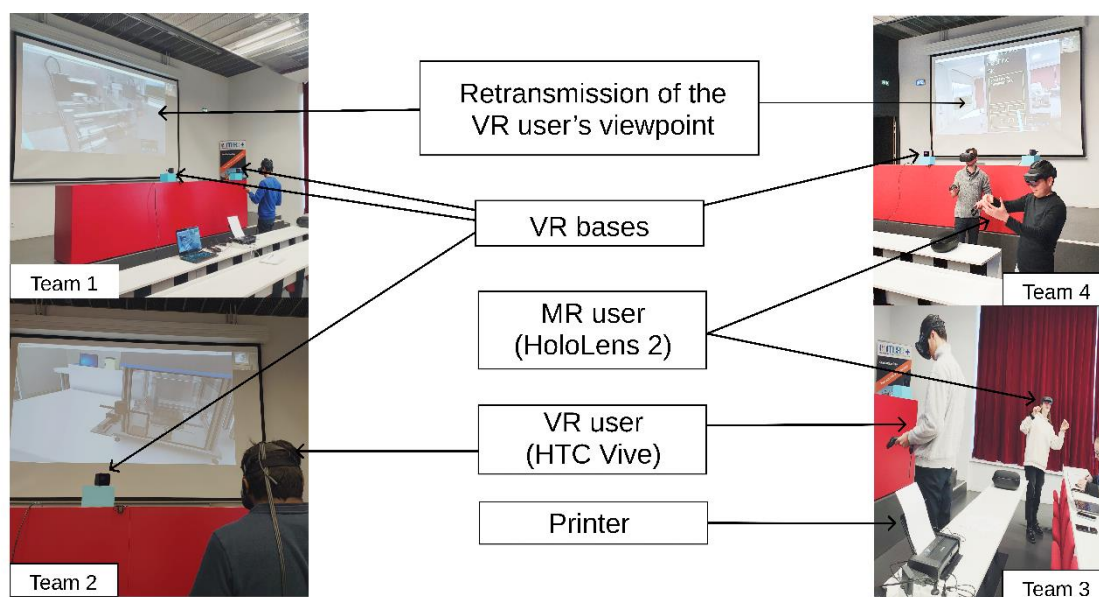 Retransmission of the
VR user's viewpoint
VR bases
MR user
(HoloLens 2)
VR user
(HTC Vive)
Printer
Team 1
Team 4
Team 2
Team 3